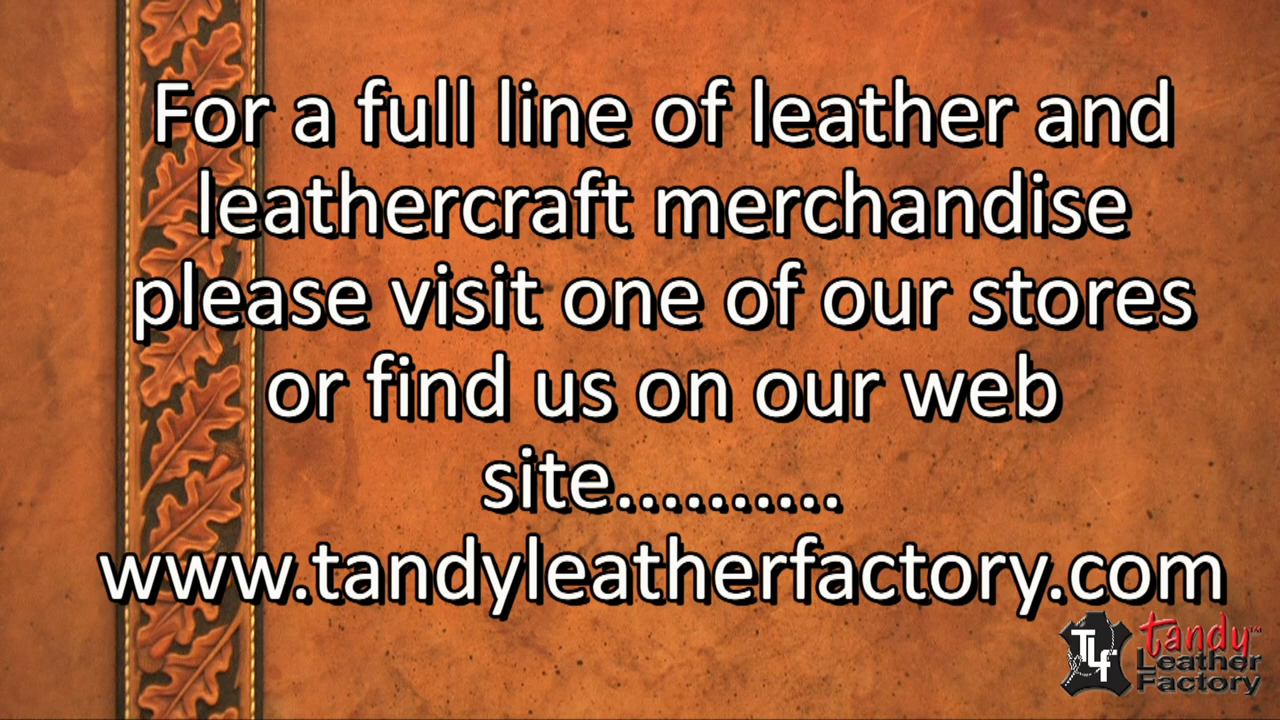 For a full line of leather and
leathercraft merchandise
please visit one of our stores
or find us on our web
site..........
www.tandyleatherfactory.com
TLF
tandy™
Leather
Factory